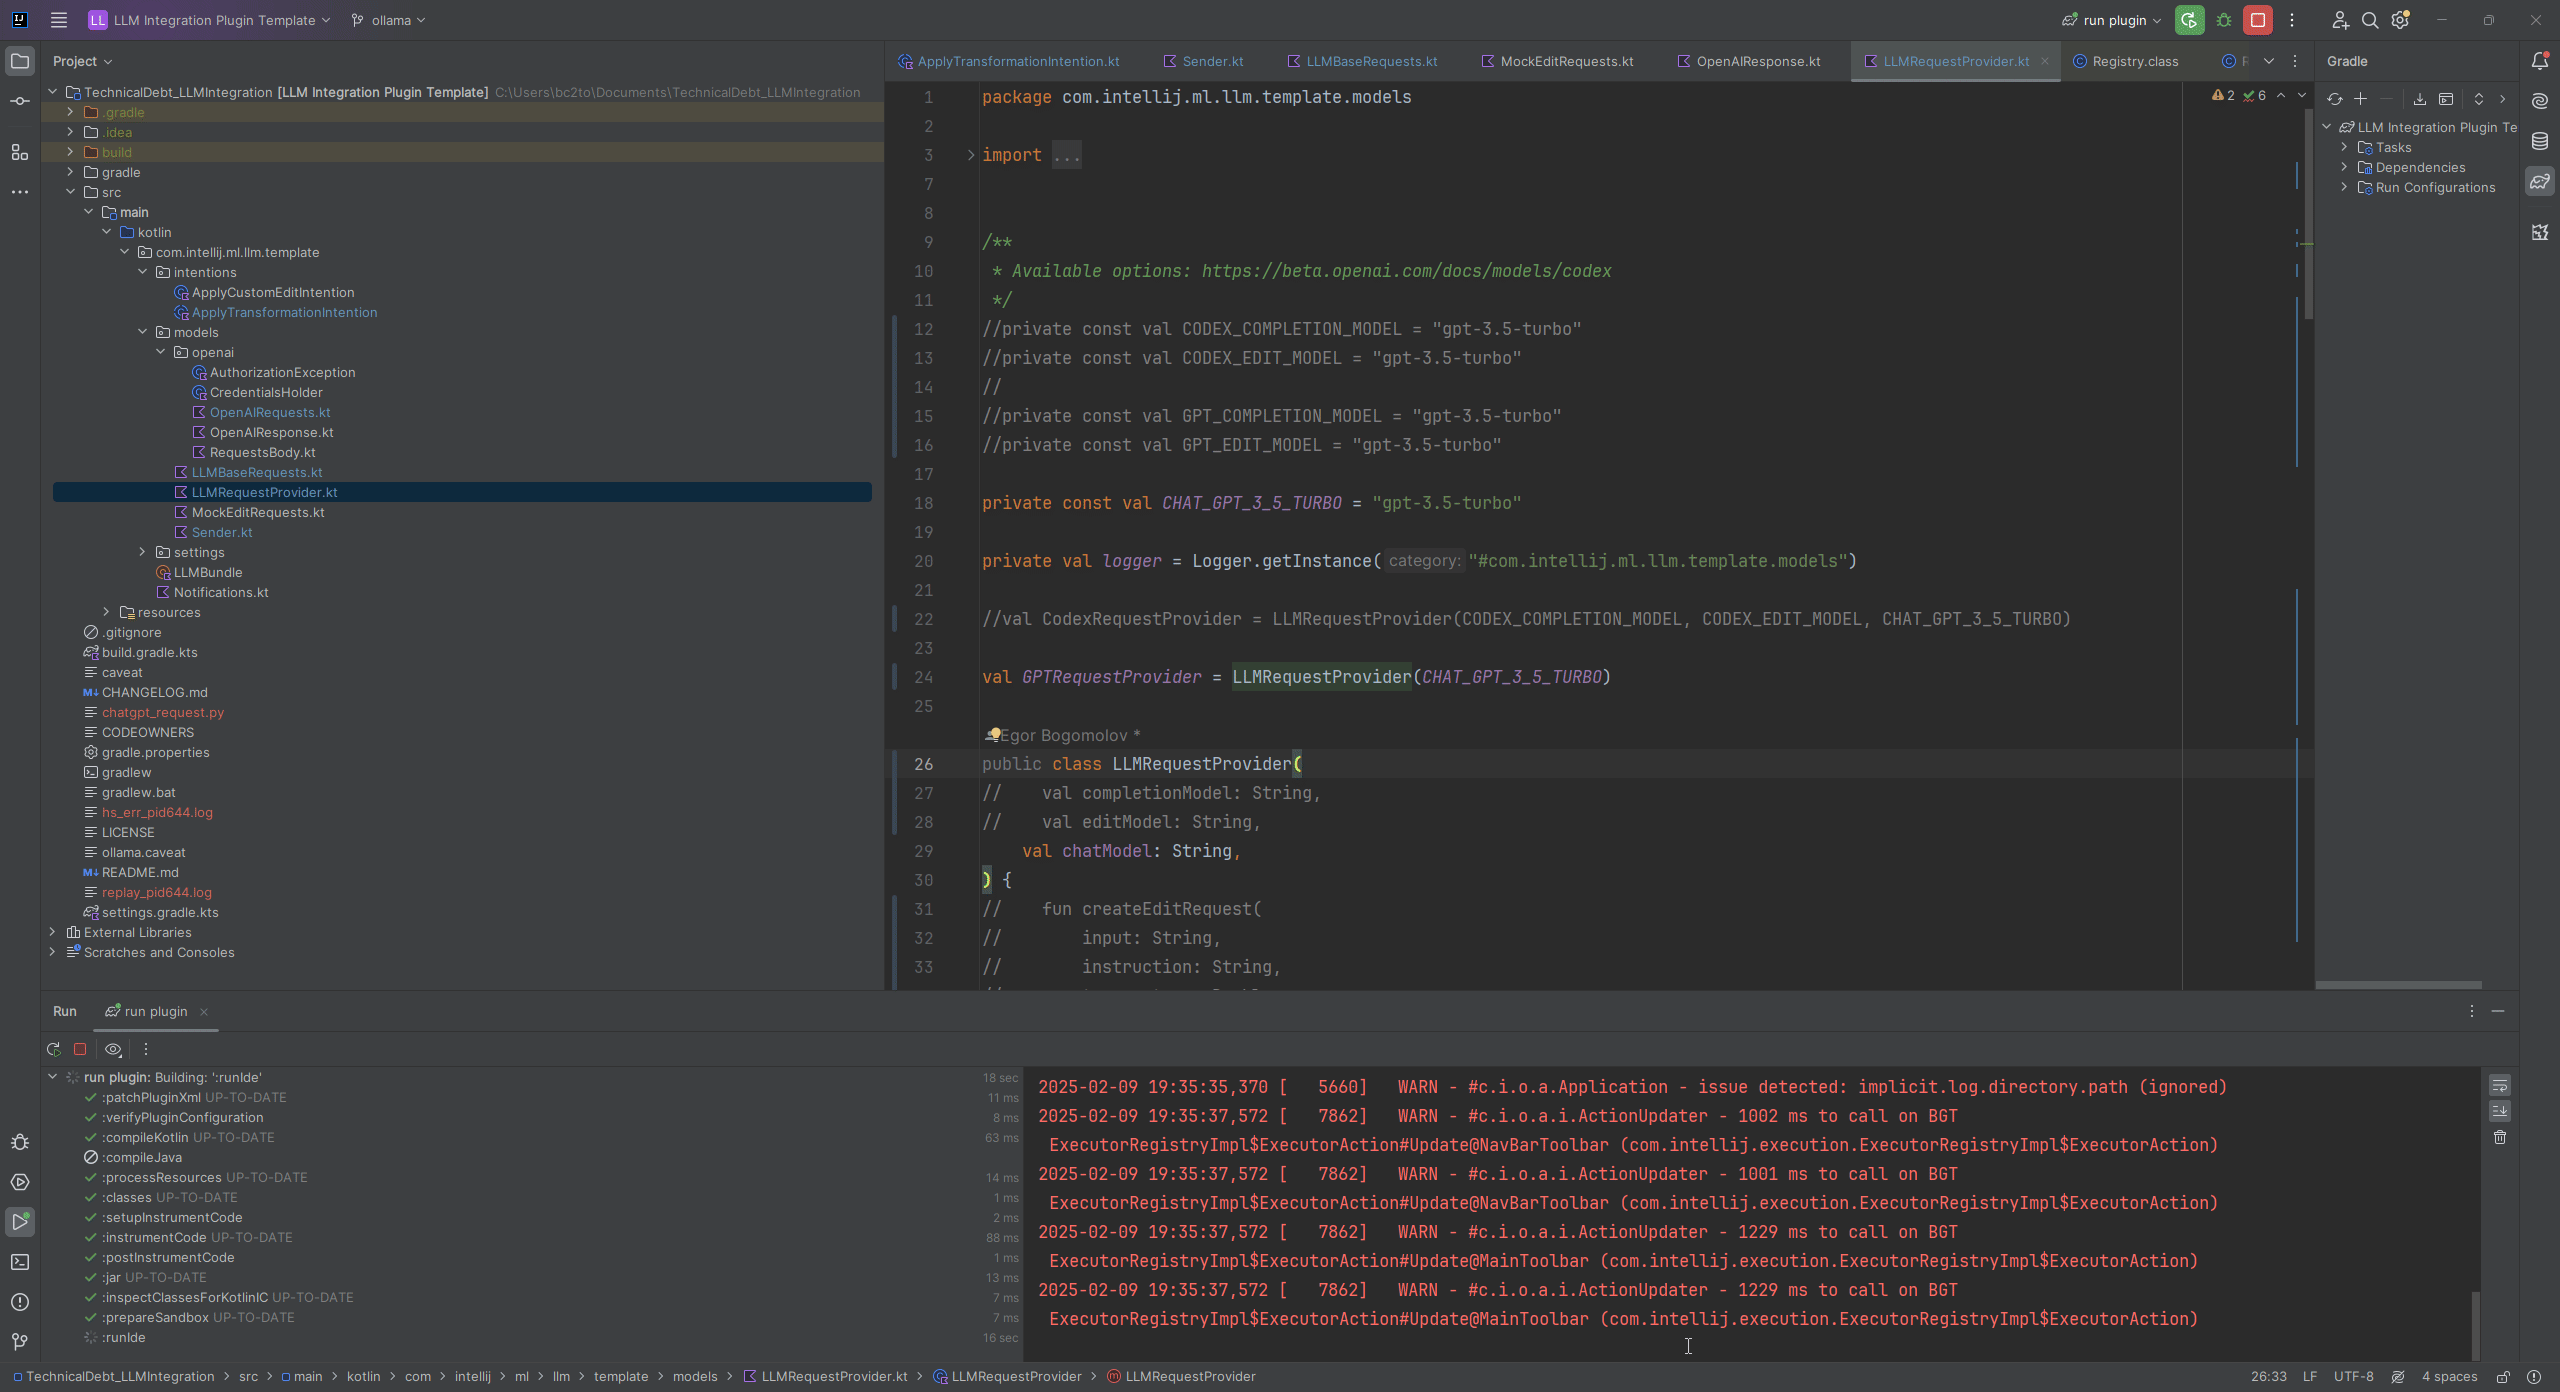 LL LLM Integration Plugin Template ollama run plugin
Project
ApplyTransformationIntention.kt Sender.kt LLMBaseRequests.kt MockEditRequests.kt OpenAIResponse.kt LLMRequestProvider.kt Registry.class
Gradle
TechnicalDebt_LLMIntegration [LLM Integration Plugin Template] C:\Users\bc2to\Documents\TechnicalDebt_LLMIntegration
.gradle
.idea
build
gradle
src
main
kotlin
com.intellij.ml.llm.template
intentions
ApplyCustomEditIntention
ApplyTransformationIntention
models
openai
AuthorizationException
CredentialsHolder
OpenAIRequests.kt
OpenAIResponse.kt
RequestsBody.kt
LLMBaseRequests.kt
LLMRequestProvider.kt
MockEditRequests.kt
Sender.kt
settings
LLMBundle
Notifications.kt
resources
.gitignore
build.gradle.kts
caveat
CHANGELOG.md
chatgpt_request.py
CODEOWNERS
gradle.properties
gradlew
gradlew.bat
hs_err_pid644.log
LICENSE
ollama.caveat
README.md
replay_pid644.log
settings.gradle.kts
External Libraries
Scratches and Consoles
2 6
1 package com.intellij.ml.llm.template.models
2
3 import ...
7
8
9 /**
10 * Available options: https://beta.openai.com/docs/models/codex
11 */
12 //private const val CODEX_COMPLETION_MODEL = "gpt-3.5-turbo"
13 //private const val CODEX_EDIT_MODEL = "gpt-3.5-turbo"
14 //
15 //private const val GPT_COMPLETION_MODEL = "gpt-3.5-turbo"
16 //private const val GPT_EDIT_MODEL = "gpt-3.5-turbo"
17
18 private const val CHAT_GPT_3_5_TURBO = "gpt-3.5-turbo"
19
20 private val logger = Logger.getInstance( category: "#com.intellij.ml.llm.template.models")
21
22 //val CodexRequestProvider = LLMRequestProvider(CODEX_COMPLETION_MODEL, CODEX_EDIT_MODEL, CHAT_GPT_3_5_TURBO)
23
24 val GPTRequestProvider = LLMRequestProvider(CHAT_GPT_3_5_TURBO)
25
Egor Bogomolov *
26 public class LLMRequestProvider(
27 // val completionModel: String,
28 // val editModel: String,
29 val chatModel: String,
30 ) {
31 // fun createEditRequest(
32 // input: String,
33 // instruction: String,
LLM Integration Plugin Te
Tasks
Dependencies
Run Configurations
Run run plugin
run plugin: Building: ':runIde' 18 sec
:patchPluginXml UP-TO-DATE 11 ms
:verifyPluginConfiguration 8 ms
:compileKotlin UP-TO-DATE 63 ms
:compileJava
:processResources UP-TO-DATE 14 ms
:classes UP-TO-DATE 1 ms
:setupInstrumentCode 2 ms
:instrumentCode UP-TO-DATE 88 ms
:postInstrumentCode 1 ms
:jar UP-TO-DATE 13 ms
:inspectClassesForKotlinIC UP-TO-DATE 7 ms
:prepareSandbox UP-TO-DATE 7 ms
:runIde 16 sec
2025-02-09 19:35:35,370 [ 5660] WARN - #c.i.o.a.Application - issue detected: implicit.log.directory.path (ignored)
2025-02-09 19:35:37,572 [ 7862] WARN - #c.i.o.a.i.ActionUpdater - 1002 ms to call on BGT
ExecutorRegistryImpl$ExecutorAction#Update@NavBarToolbar (com.intellij.execution.ExecutorRegistryImpl$ExecutorAction)
2025-02-09 19:35:37,572 [ 7862] WARN - #c.i.o.a.i.ActionUpdater - 1001 ms to call on BGT
ExecutorRegistryImpl$ExecutorAction#Update@NavBarToolbar (com.intellij.execution.ExecutorRegistryImpl$ExecutorAction)
2025-02-09 19:35:37,572 [ 7862] WARN - #c.i.o.a.i.ActionUpdater - 1229 ms to call on BGT
ExecutorRegistryImpl$ExecutorAction#Update@MainToolbar (com.intellij.execution.ExecutorRegistryImpl$ExecutorAction)
2025-02-09 19:35:37,572 [ 7862] WARN - #c.i.o.a.i.ActionUpdater - 1229 ms to call on BGT
ExecutorRegistryImpl$ExecutorAction#Update@MainToolbar (com.intellij.execution.ExecutorRegistryImpl$ExecutorAction)
TechnicalDebt_LLMIntegration > src > main > kotlin > com > intellij > ml > llm > template > models > LLMRequestProvider.kt > LLMRequestProvider > LLMRequestProvider
26:33 LF UTF-8 4 spaces